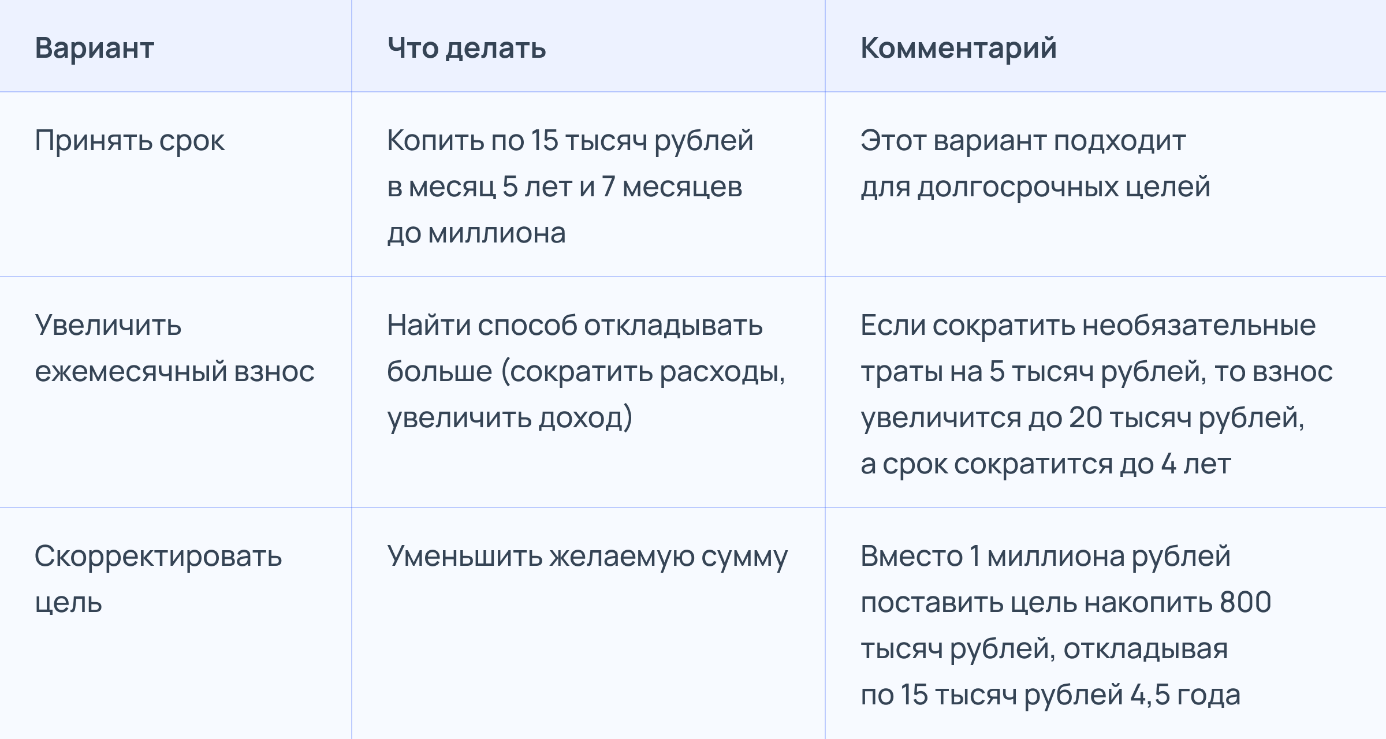 Вариант
Что делать
Комментарий
Принять срок
Копить по 15 тысяч рублей
в месяц 5 лет и 7 месяцев
до миллиона
Этот вариант подходит
для долгосрочных целей
Увеличить
ежемесячный взнос
Найти способ откладывать
больше (сократить расходы,
увеличить доход)
Если сократить необязательные
траты на 5 тысяч рублей, то взнос
увеличится до 20 тысяч рублей,
а срок сократится до 4 лет
Скорректировать
цель
Уменьшить желаемую сумму
Вместо 1 миллиона рублей
поставить цель накопить 800
тысяч рублей, откладывая
по 15 тысяч рублей 4,5 года